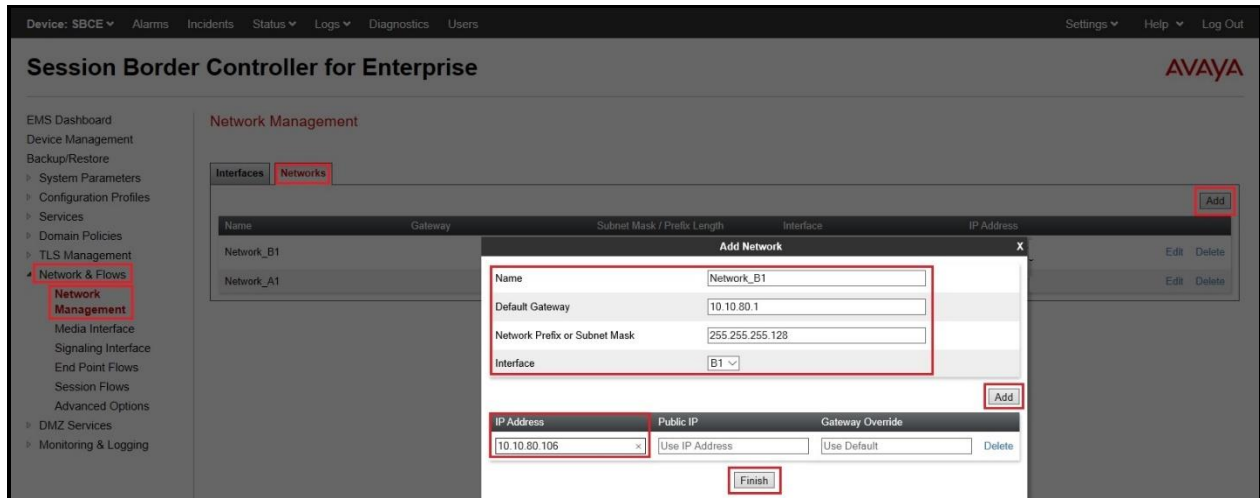 Device: SBCE Alarms Incidents Status Logs Diagnostics Users Settings Help Log Out
Session Border Controller for Enterprise
AVAYA
EMS Dashboard
Device Management
Backup/Restore
System Parameters
Configuration Profiles
Services
Domain Policies
TLS Management
Network & Flows
Network
Management
Media Interface
Signaling Interface
End Point Flows
Session Flows
Advanced Options
DMZ Services
Monitoring & Logging
Network Management
Interfaces Networks
Add
Name Gateway Subnet Mask / Prefix Length Interface IP Address
Network_B1 Edit Delete
Network_A1 Edit Delete
Add Network X
Name Network_B1
Default Gateway 10.10.80.1
Network Prefix or Subnet Mask 255.255.255.128
Interface B1
Add
IP Address Public IP Gateway Override
10.10.80.106 × Use IP Address Use Default Delete
Finish